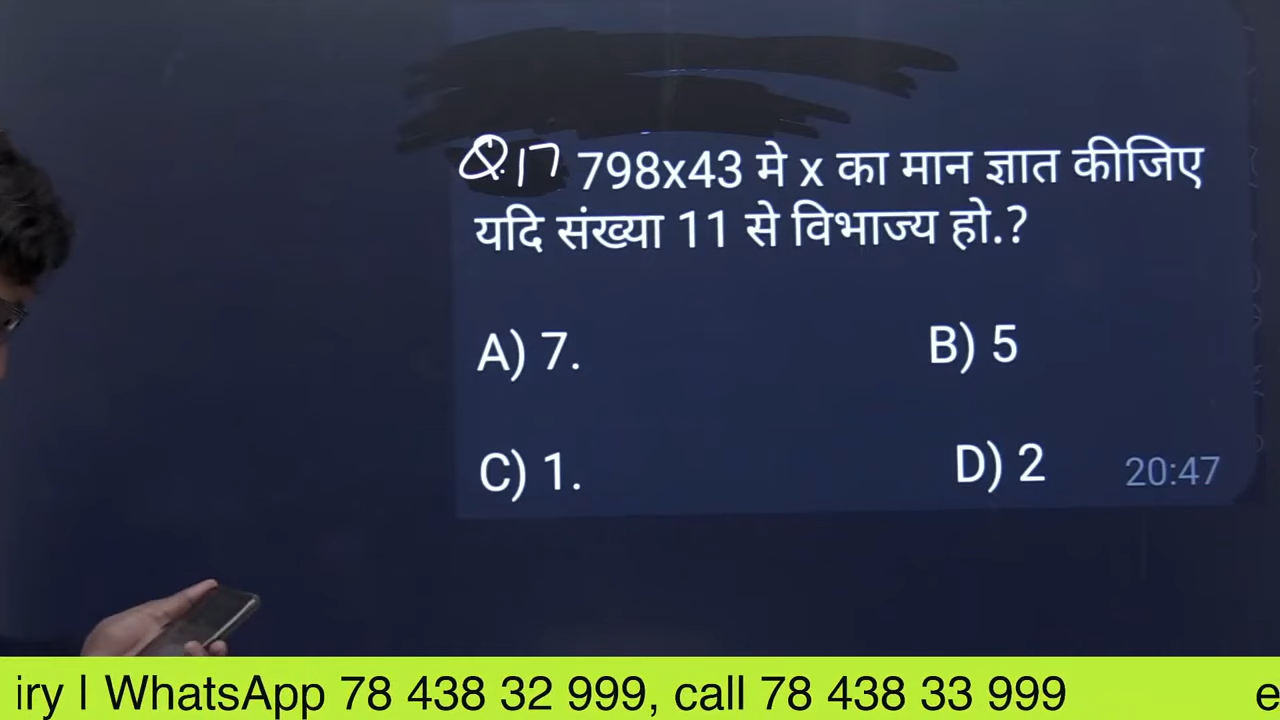 Q.17 798x43 मे x का मान ज्ञात कीजिए
यदि संख्या 11 से विभाज्य हो.?
A) 7. B) 5
C) 1. D) 2 20:47
iry I WhatsApp 78 438 32 999, call 78 438 33 999 e